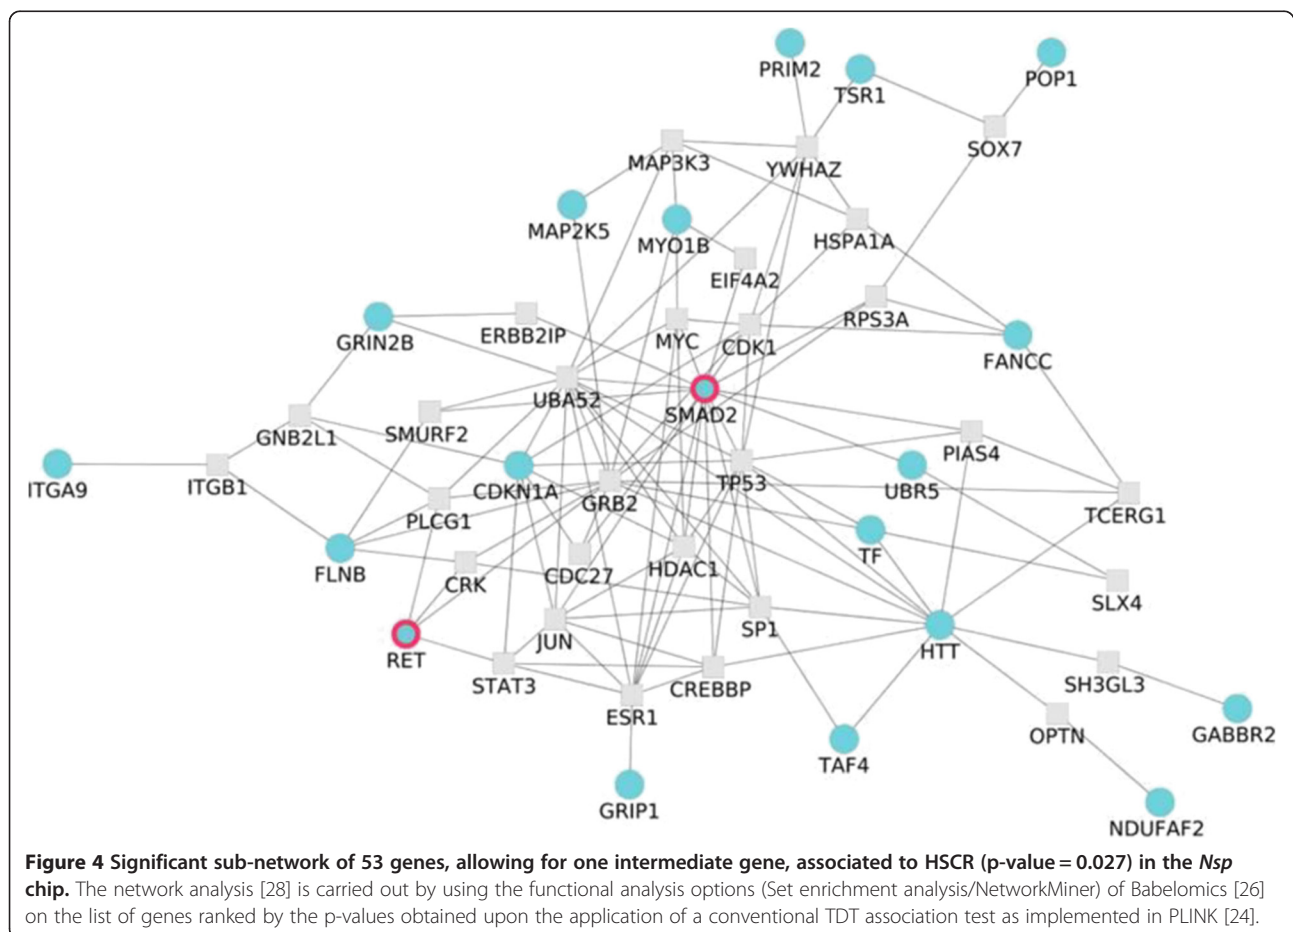 PRIM2
TSR1
POP1
SOX7
MAP3K3
YWHAZ
MAP2K5
MYO1B
HSPA1A
EIF4A2
RPS3A
GRIN2B
ERBB2IP
MYC
CDK1
FANCC
UBA52
SMAD2
GNB2L1
SMURF2
PIAS4
ITGA9
ITGB1
CDKN1A
GRB2
TP53
UBR5
TCERG1
PLCG1
FLNB
CRK
CDC27
HDAC1
TF
SLX4
RET
JUN
SP1
HTT
STAT3
ESR1
CREBBP
SH3GL3
OPTN
GABBR2
TAF4
GRIP1
NDUFAF2
Figure 4 Significant sub-network of 53 genes, allowing for one intermediate gene, associated to HSCR (p-value = 0.027) in the Nsp
chip. The network analysis [28] is carried out by using the functional analysis options (Set enrichment analysis/NetworkMiner) of Babelomics [26]
on the list of genes ranked by the p-values obtained upon the application of a conventional TDT association test as implemented in PLINK [24].